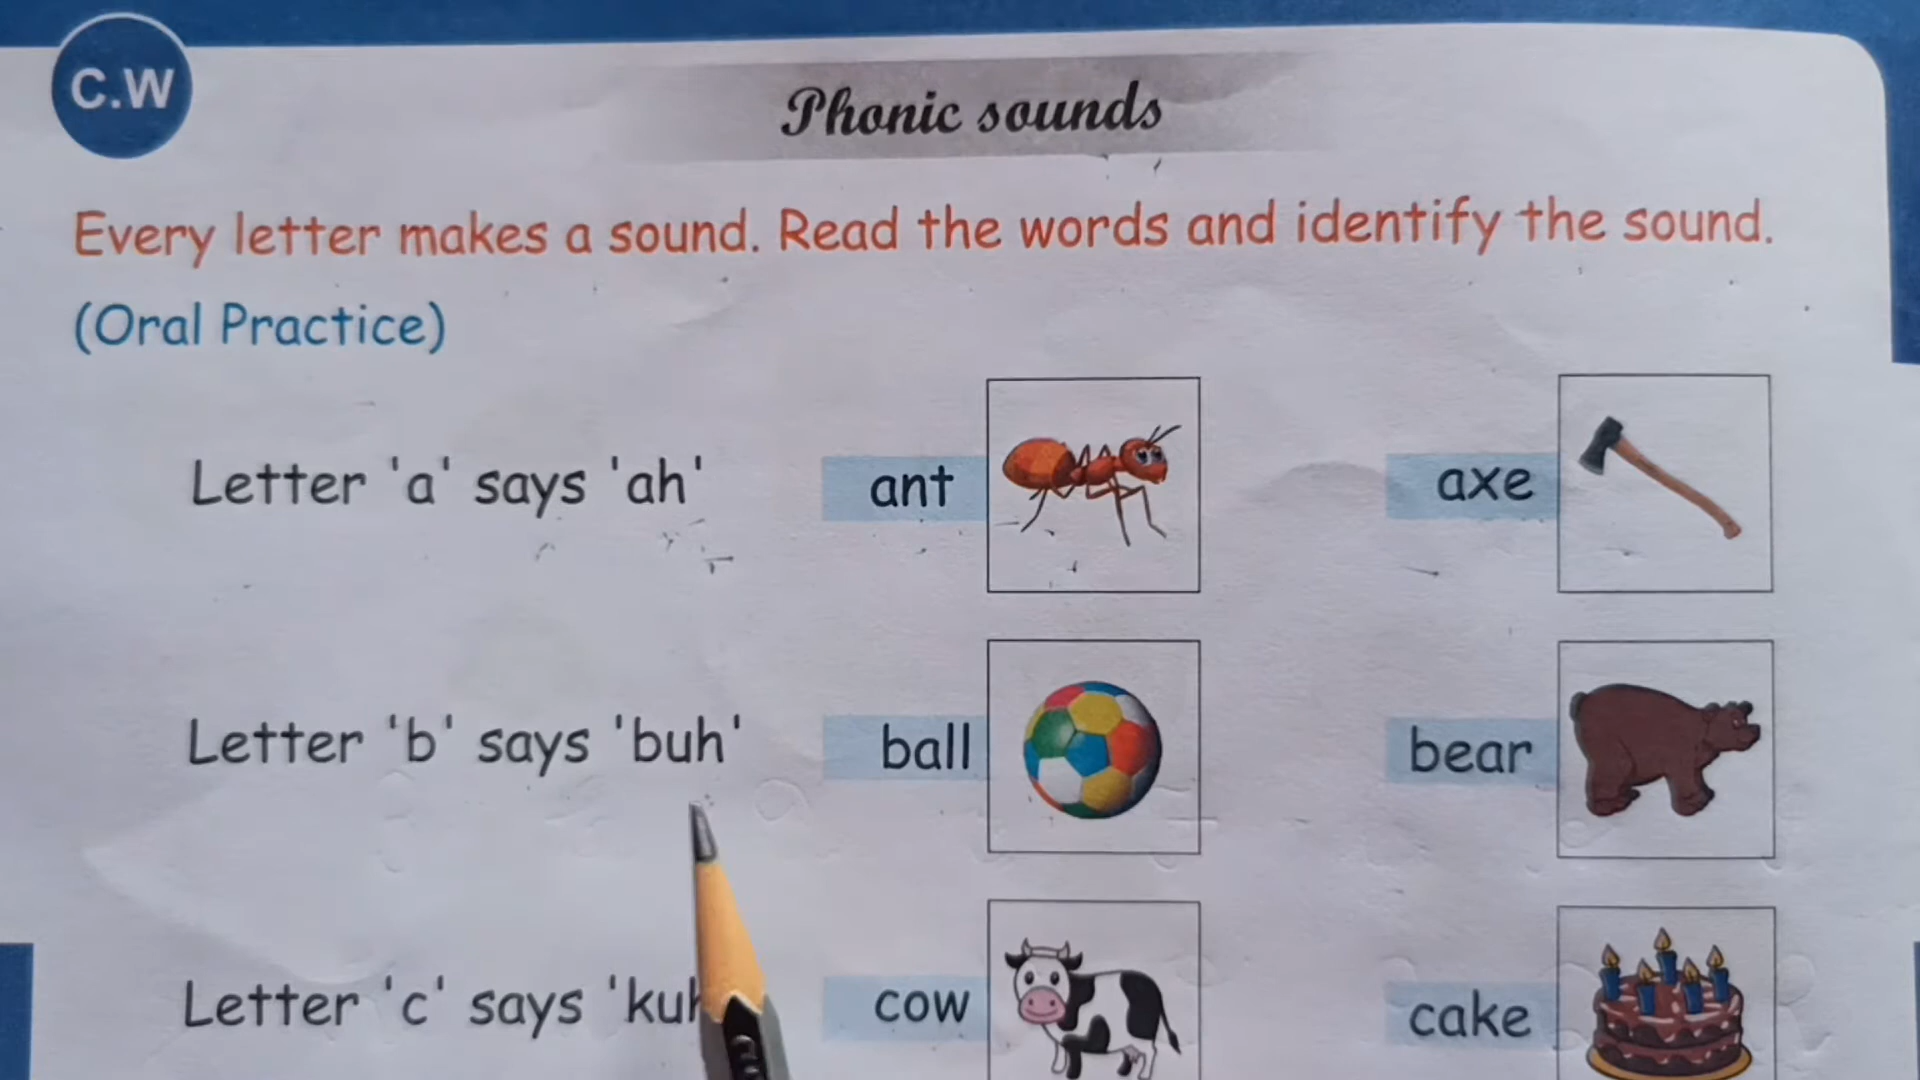 C.W
Phonic sounds
Every letter makes a sound. Read the words and identify the sound.
(Oral Practice)
Letter 'a' says 'ah' ant axe
Letter 'b' says 'buh' ball bear
Letter 'c' says cow cake